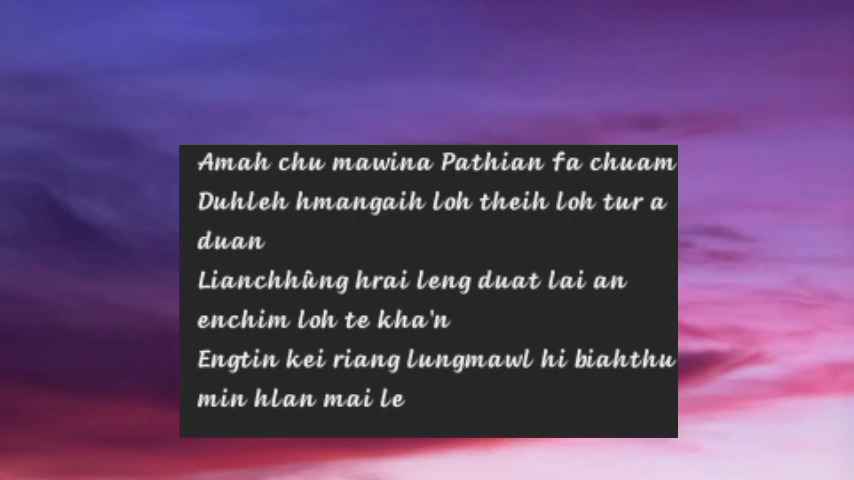 Amah chu mawina Pathian fa chuam
Duhleh hmangaih loh theih loh tur a
duan
Lianchhûng hrai leng duat lai an
enchim loh te kha'n
Engtin kei riang lungmawl hi biahthu
min hlan mai le